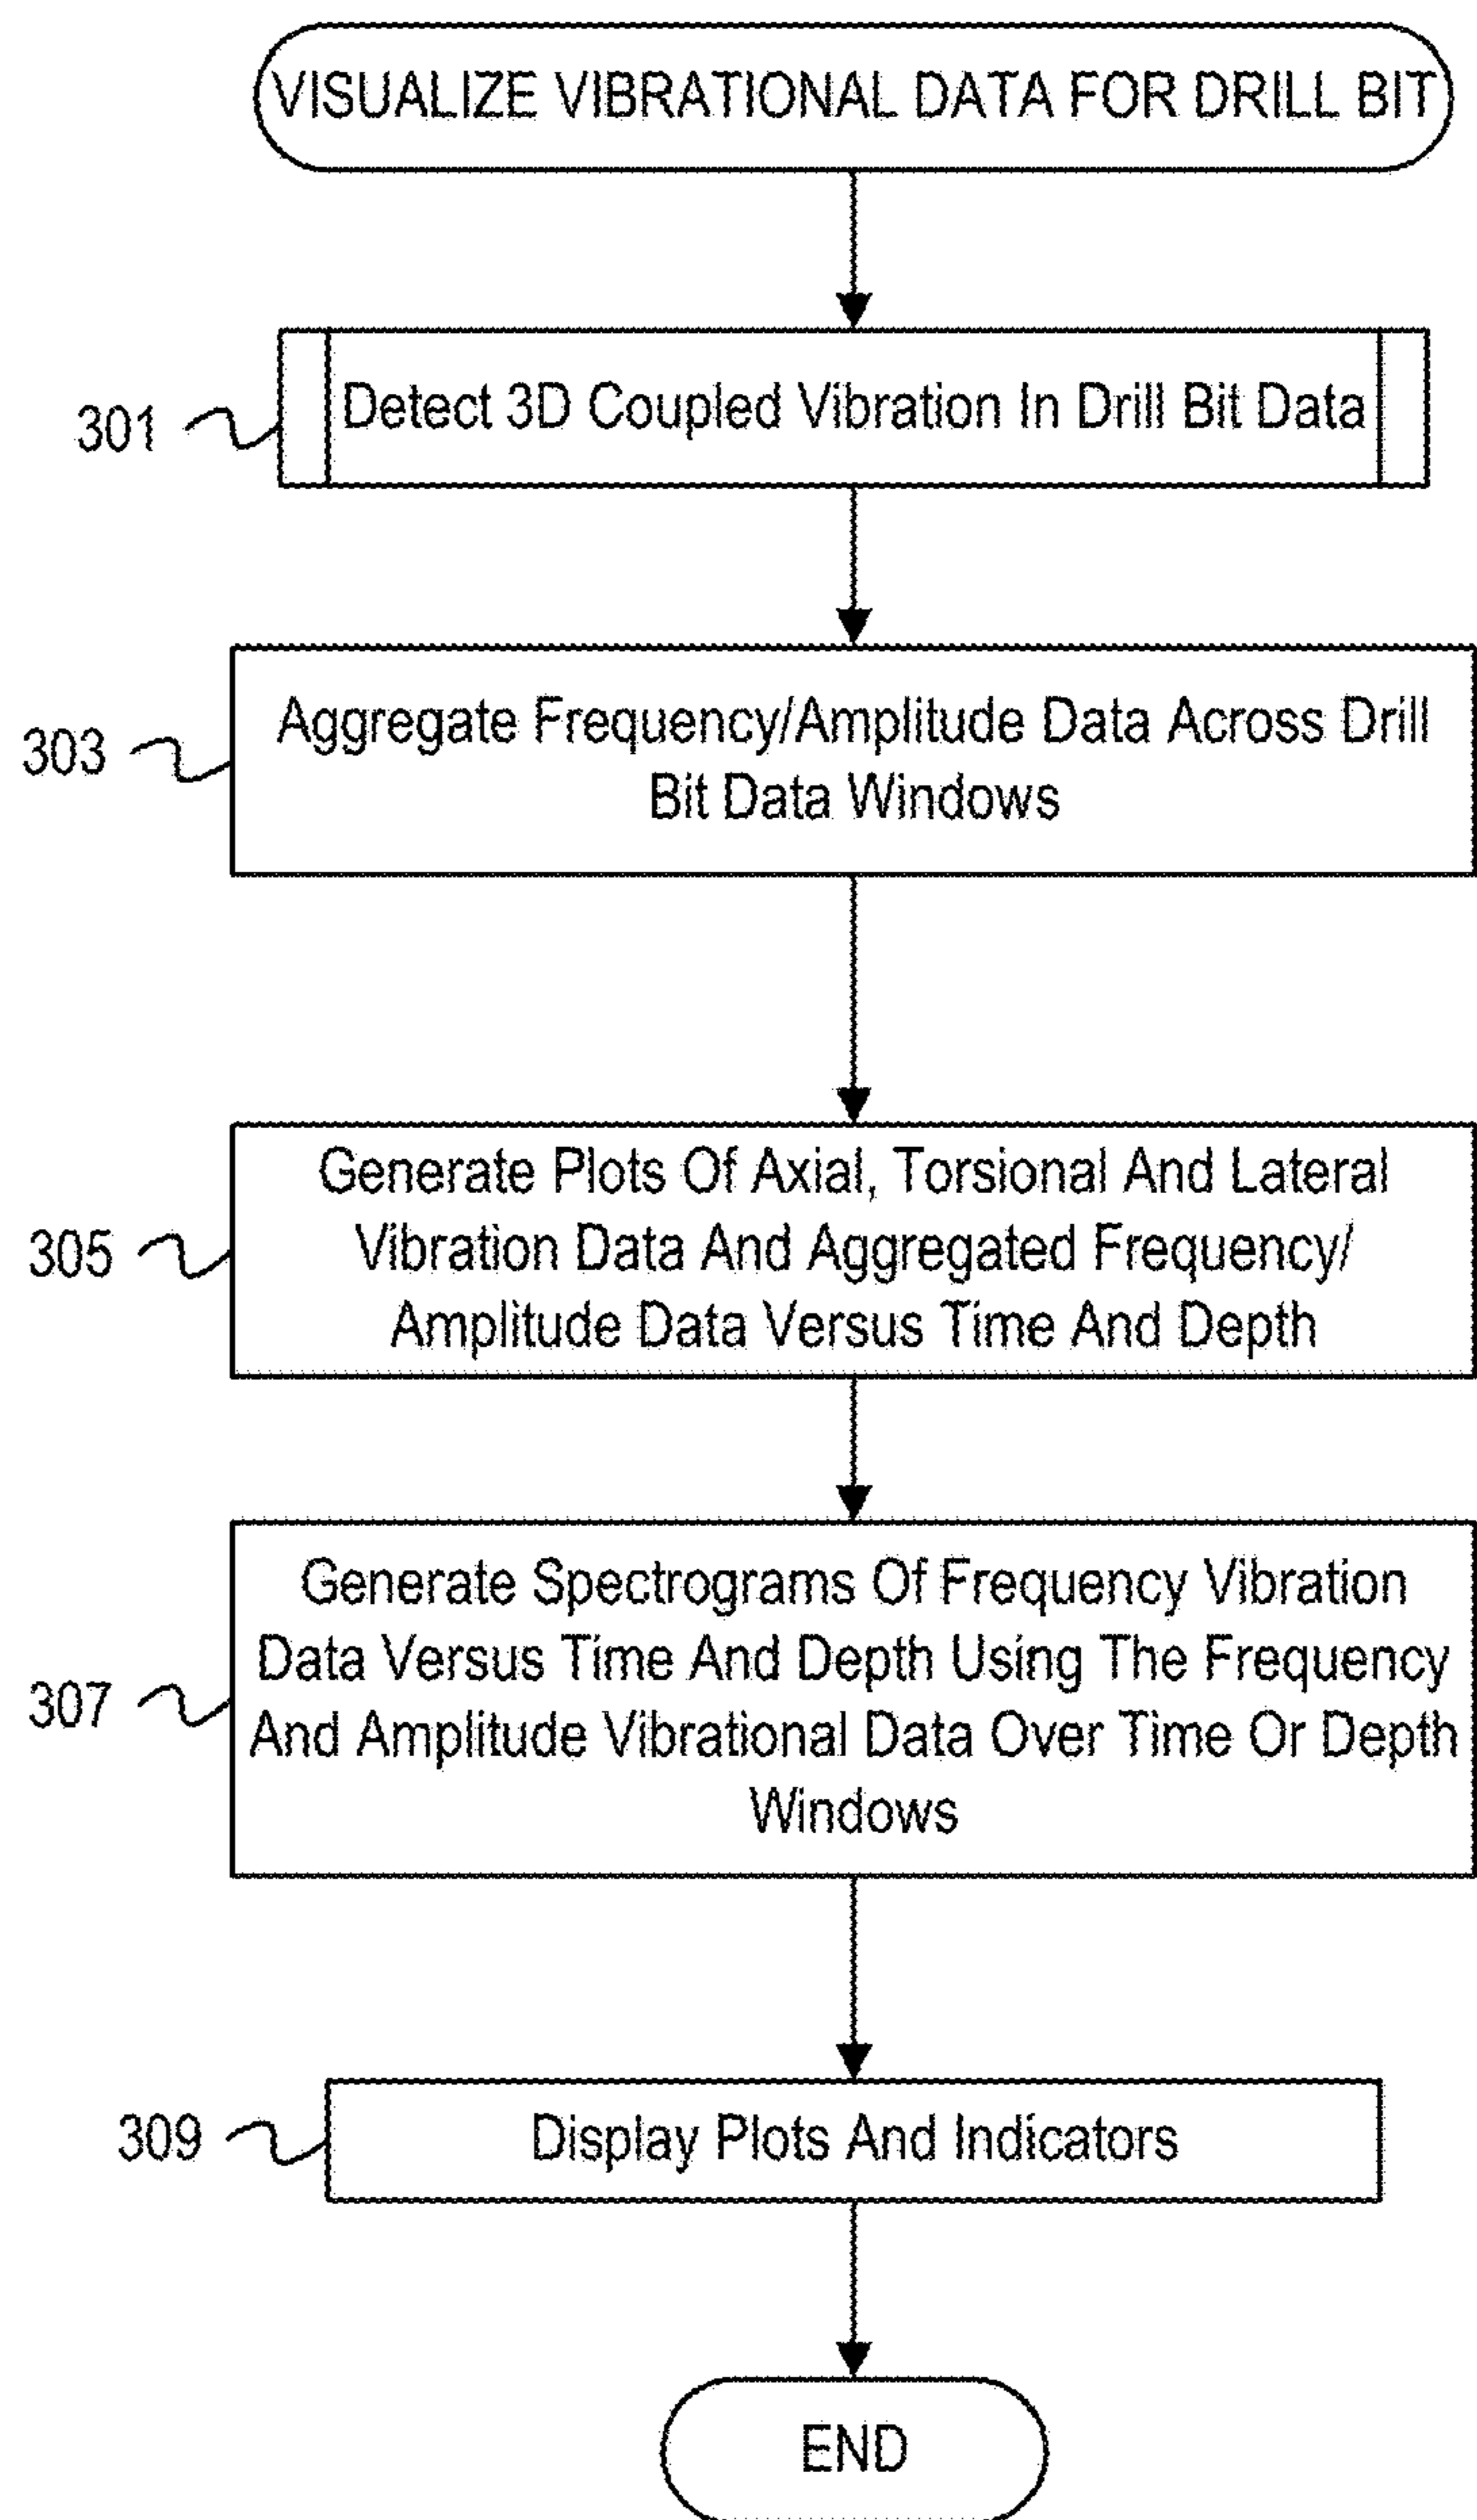 VISUALIZE VIBRATIONAL DATA FOR DRILL BIT
301
Detect 3D Coupled Vibration In Drill Bit Data
303
Aggregate Frequency/Amplitude Data Across Drill
Bit Data Windows
305
Generate Plots Of Axial, Torsional And Lateral
Vibration Data And Aggregated Frequency/
Amplitude Data Versus Time And Depth
307
Generate Spectrograms Of Frequency Vibration
Data Versus Time And Depth Using The Frequency
And Amplitude Vibrational Data Over Time Or Depth
Windows
309
Display Plots And Indicators
END